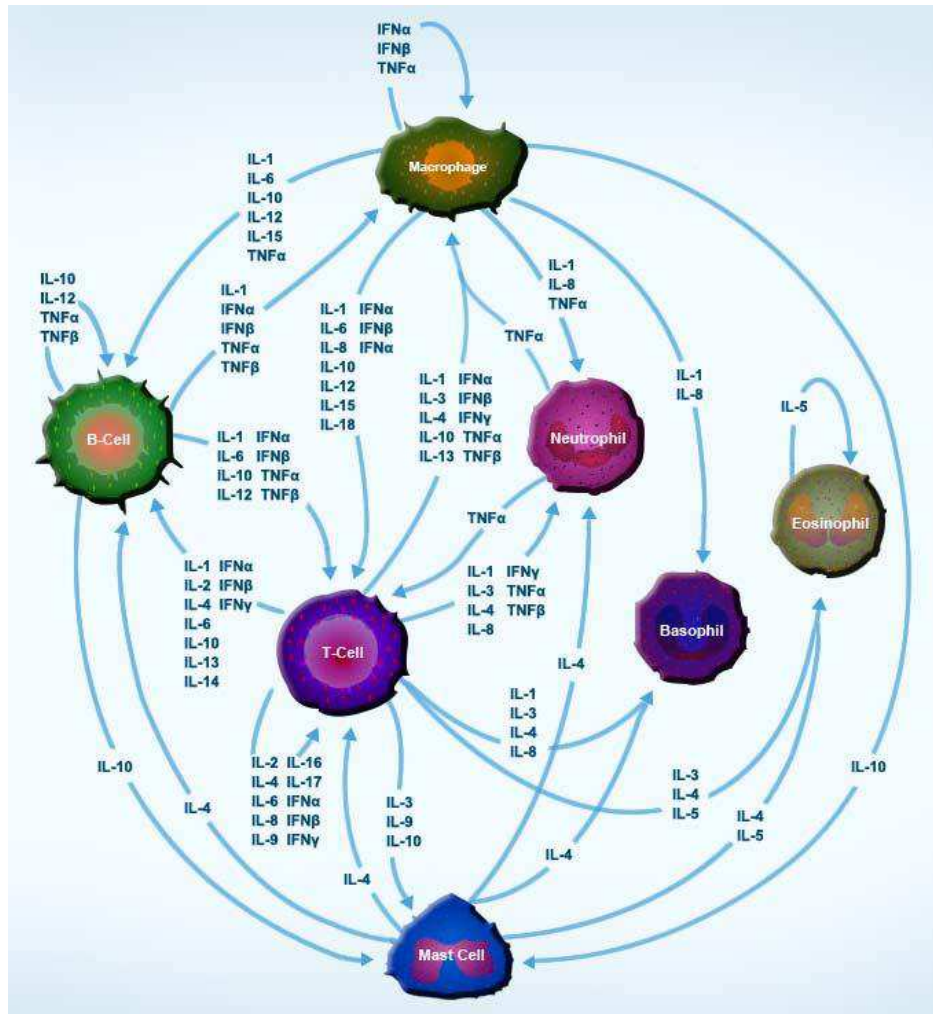 IFNα
IFNβ
TNFα
Macrophage
IL-1
IL-6
IL-10
IL-12
IL-15
TNFα
IL-10
IL-12
TNFα
TNFβ
IL-1
IFNα
IFNβ
TNFα
TNFβ
IL-1 IFNα
IL-6 IFNβ
IL-8 IFNα
IL-10
IL-12
IL-15
IL-18
IL-1
IL-8
TNFα
TNFα
IL-1 IFNα
IL-3 IFNβ
IL-4 IFNγ
IL-10 TNFα
IL-13 TNFβ
IL-1
IL-8
IL-5
B-Cell
Neutrophil
Eosinophil
IL-1 IFNα
IL-6 IFNβ
IL-10 TNFα
IL-12 TNFβ
TNFα
IL-1 IFNα
IL-2 IFNβ
IL-4 IFNγ
IL-6
IL-10
IL-13
IL-14
IL-1 IFNγ
IL-3 TNFα
IL-4 TNFβ
IL-8
T-Cell
Basophil
IL-4
IL-1
IL-3
IL-4
IL-8
IL-10
IL-2 IL-16
IL-4 IL-17
IL-6 IFNα
IL-8 IFNβ
IL-9 IFNγ
IL-3
IL-9
IL-10
IL-3
IL-4
IL-5
IL-10
IL-4
IL-4
IL-5
IL-4
IL-4
Mast Cell